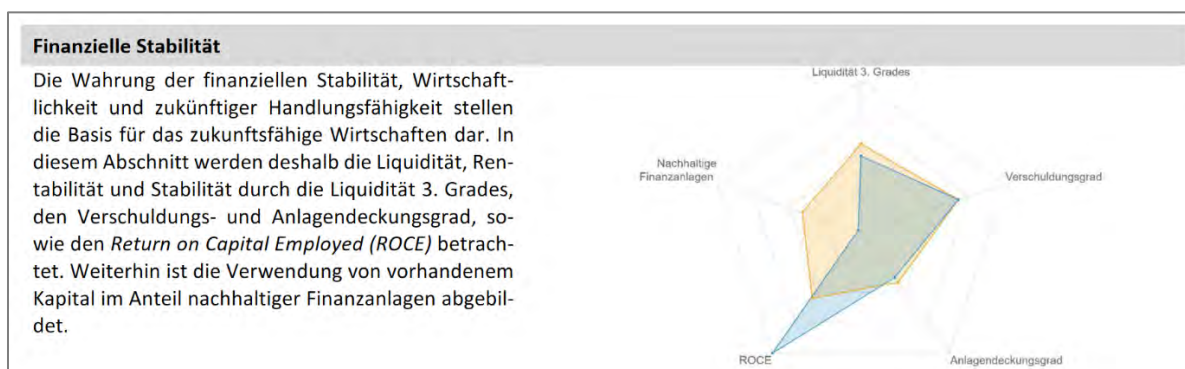 Finanzielle Stabilität
Die Wahrung der finanziellen Stabilität, Wirtschaft-
lichkeit und zukünftiger Handlungsfähigkeit stellen
die Basis für das zukunftsfähige Wirtschaften dar. In
diesem Abschnitt werden deshalb die Liquidität, Ren-
tabilität und Stabilität durch die Liquidität 3. Grades,
den Verschuldungs- und Anlagendeckungsgrad, so-
wie den Return on Capital Employed (ROCE) betrach-
tet. Weiterhin ist die Verwendung von vorhandenem
Kapital im Anteil nachhaltiger Finanzanlagen abgebil-
det.
Liquidität 3. Grades
Nachhaltige
Finanzanlagen
Verschuldungsgrad
ROCE
Anlagendeckungsgrad